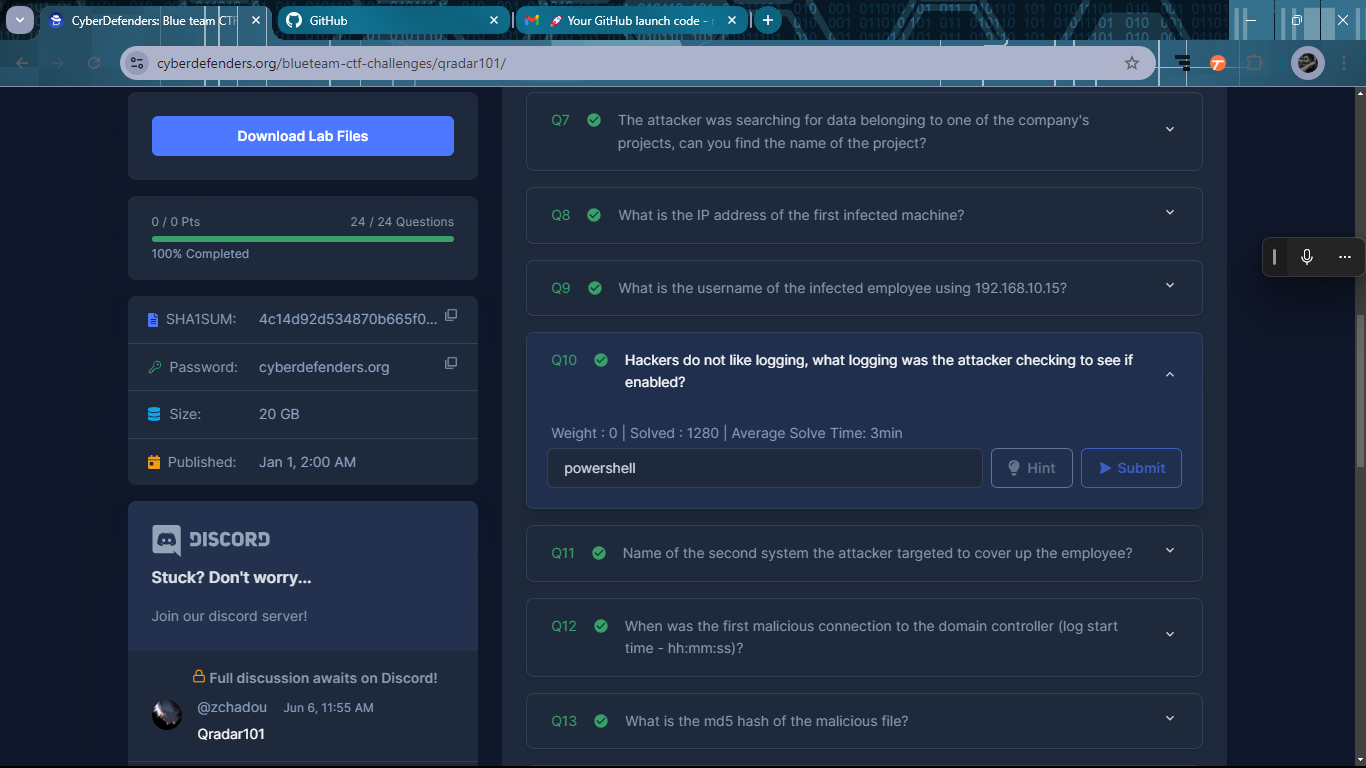 CyberDefenders: Blue team CTF
GitHub
🚀 Your GitHub launch code -
cyberdefenders.org/blueteam-ctf-challenges/qradar101/
Download Lab Files
0 / 0 Pts
24 / 24 Questions
100% Completed
SHA1SUM:
4c14d92d534870b665f0...
Password:
cyberdefenders.org
Size:
20 GB
Published:
Jan 1, 2:00 AM
DISCORD
Stuck? Don't worry...
Join our discord server!
Full discussion awaits on Discord!
@zchadou
Jun 6, 11:55 AM
Qradar101
Q7
The attacker was searching for data belonging to one of the company's
projects, can you find the name of the project?
Q8
What is the IP address of the first infected machine?
Q9
What is the username of the infected employee using 192.168.10.15?
Q10
Hackers do not like logging, what logging was the attacker checking to see if
enabled?
Weight : 0 | Solved : 1280 | Average Solve Time: 3min
powershell
Hint
Submit
Q11
Name of the second system the attacker targeted to cover up the employee?
Q12
When was the first malicious connection to the domain controller (log start
time - hh:mm:ss)?
Q13
What is the md5 hash of the malicious file?